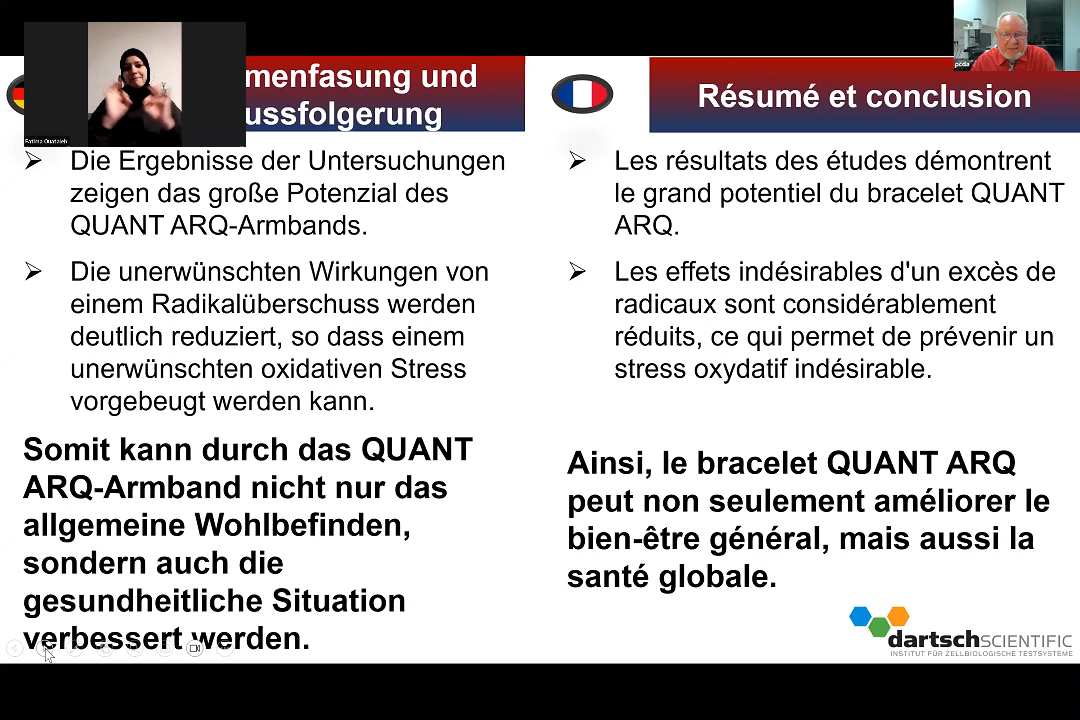 menfasung und
ussfolgerung
Fatima Ouataleb
Die Ergebnisse der Untersuchungen
zeigen das große Potenzial des
QUANT ARQ-Armbands.
Die unerwünschten Wirkungen von
einem Radikalüberschuss werden
deutlich reduziert, so dass einem
unerwünschten oxidativen Stress
vorgebeugt werden kann.
Somit kann durch das QUANT
ARQ-Armband nicht nur das
allgemeine Wohlbefinden,
sondern auch die
gesundheitliche Situation
verbessert werden.
pcda
Résumé et conclusion
Les résultats des études démontrent
le grand potentiel du bracelet QUANT
ARQ.
Les effets indésirables d'un excès de
radicaux sont considérablement
réduits, ce qui permet de prévenir un
stress oxydatif indésirable.
Ainsi, le bracelet QUANT ARQ
peut non seulement améliorer le
bien-être général, mais aussi la
santé globale.
dartschSCIENTIFIC
INSTITUT FÜR ZELLBIOLOGISCHE TESTSYSTEME